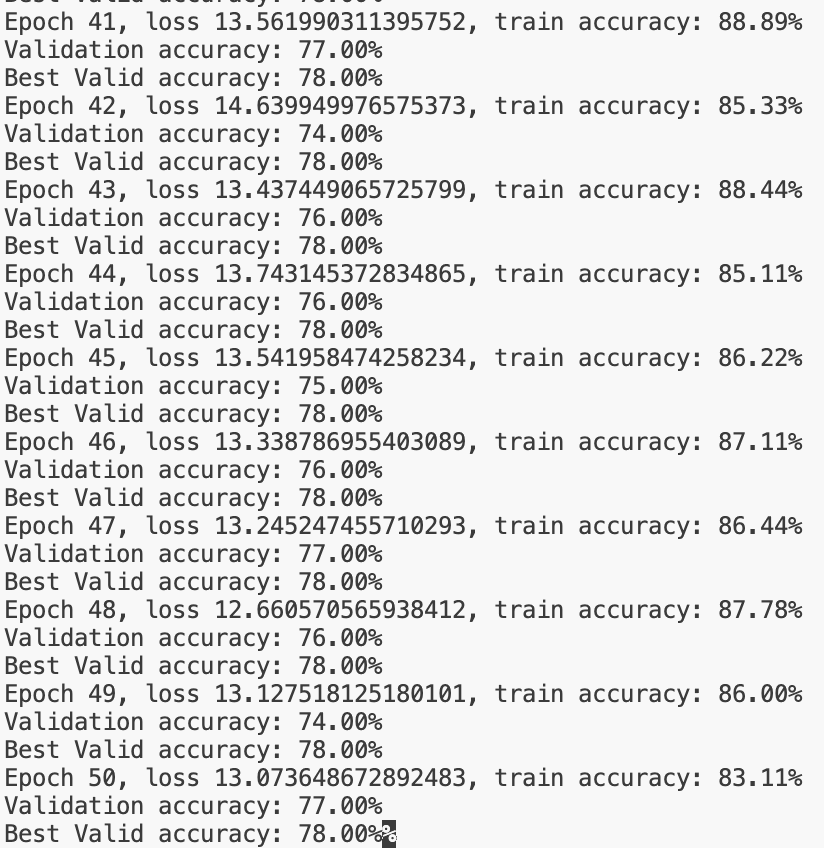 Best Valid accuracy: 78.00%
Epoch 41, loss 13.561990311395752, train accuracy: 88.89%
Validation accuracy: 77.00%
Best Valid accuracy: 78.00%
Epoch 42, loss 14.639949976575373, train accuracy: 85.33%
Validation accuracy: 74.00%
Best Valid accuracy: 78.00%
Epoch 43, loss 13.437449065725799, train accuracy: 88.44%
Validation accuracy: 76.00%
Best Valid accuracy: 78.00%
Epoch 44, loss 13.743145372834865, train accuracy: 85.11%
Validation accuracy: 76.00%
Best Valid accuracy: 78.00%
Epoch 45, loss 13.541958474258234, train accuracy: 86.22%
Validation accuracy: 75.00%
Best Valid accuracy: 78.00%
Epoch 46, loss 13.338786955403089, train accuracy: 87.11%
Validation accuracy: 76.00%
Best Valid accuracy: 78.00%
Epoch 47, loss 13.245247455710293, train accuracy: 86.44%
Validation accuracy: 77.00%
Best Valid accuracy: 78.00%
Epoch 48, loss 12.660570565938412, train accuracy: 87.78%
Validation accuracy: 76.00%
Best Valid accuracy: 78.00%
Epoch 49, loss 13.127518125180101, train accuracy: 86.00%
Validation accuracy: 74.00%
Best Valid accuracy: 78.00%
Epoch 50, loss 13.073648672892483, train accuracy: 83.11%
Validation accuracy: 77.00%
Best Valid accuracy: 78.00%%